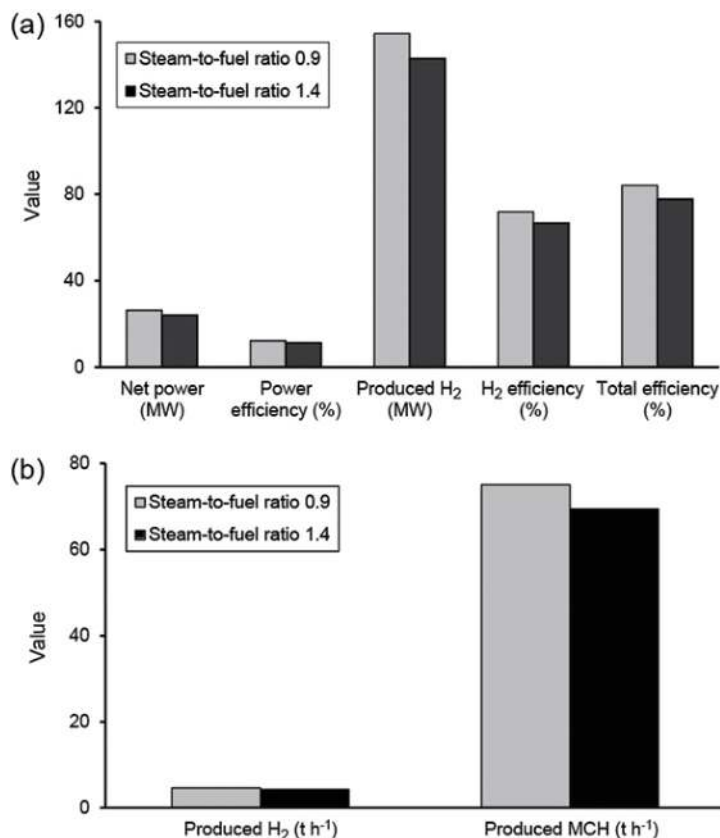 (a)
160
120
80
40
0
Value
Steam-to-fuel ratio 0.9
Steam-to-fuel ratio 1.4
Net power
(MW)
Power
efficiency (%)
Produced H₂
(MW)
H₂ efficiency
(%)
Total efficiency
(%)
(b)
80
60
40
20
0
Value
Steam-to-fuel ratio 0.9
Steam-to-fuel ratio 1.4
Produced H₂ (t h⁻¹)
Produced MCH (t h⁻¹)